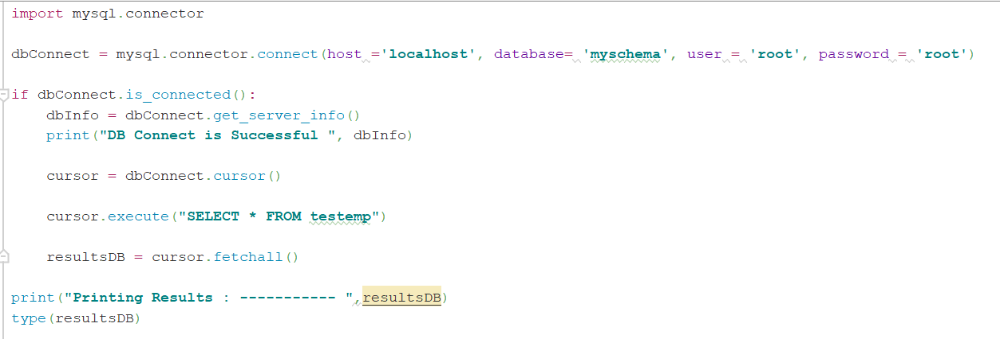 import mysql.connector
dbConnect = mysql.connector.connect(host ='localhost', database= 'myschema', user = 'root', password = 'root')
if dbConnect.is_connected():
    dbInfo = dbConnect.get_server_info()
    print("DB Connect is Successful ", dbInfo)
    cursor = dbConnect.cursor()
    cursor.execute("SELECT * FROM testemp")
    resultsDB = cursor.fetchall()
print("Printing Results : ----------- ",resultsDB)
type(resultsDB)